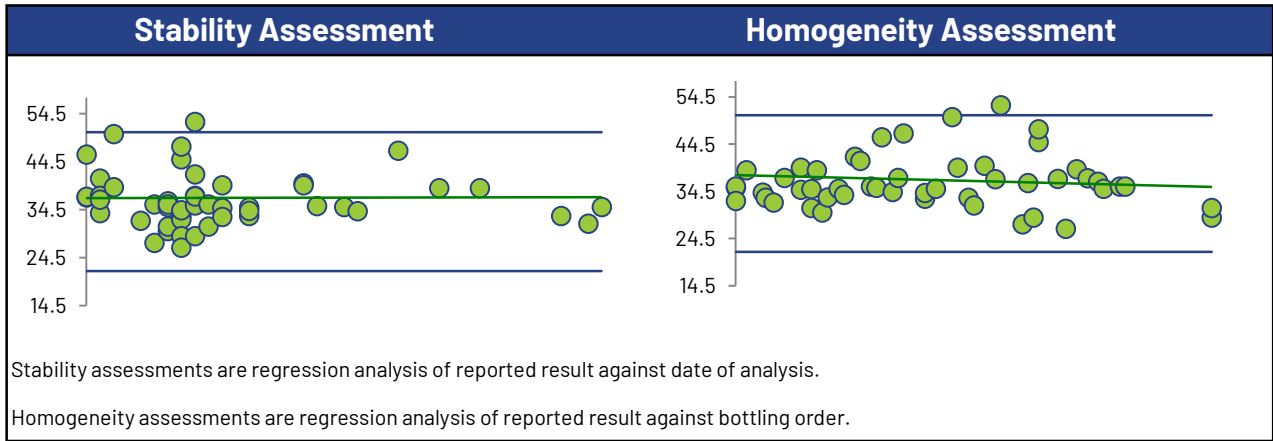 Stability Assessment
Homogeneity Assessment
54.5
44.5
34.5
24.5
14.5
54.5
44.5
34.5
24.5
14.5
Stability assessments are regression analysis of reported result against date of analysis.
Homogeneity assessments are regression analysis of reported result against bottling order.